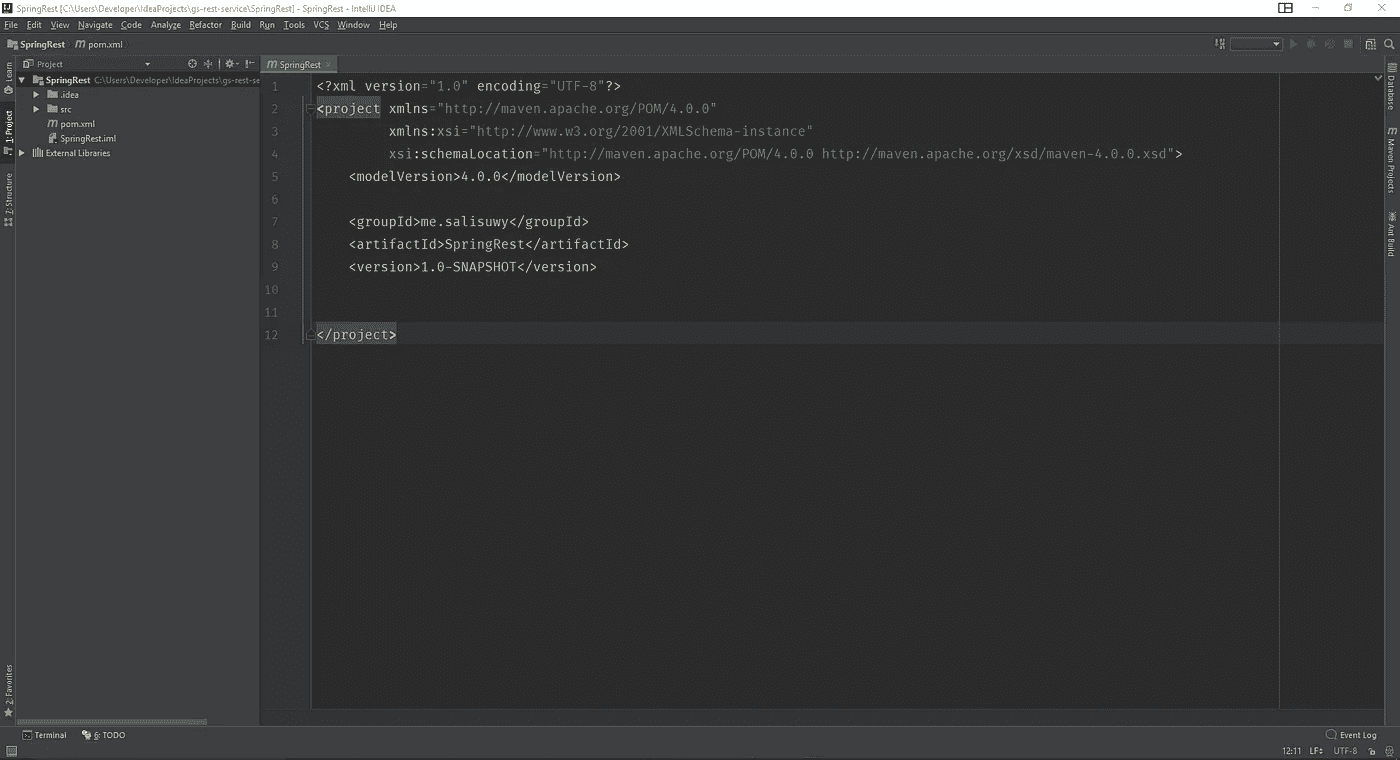 SpringRest [C:\Users\Developer\IdeaProjects\gs-rest-service\SpringRest] - SpringRest - IntelliJ IDEA
File Edit View Navigate Code Analyze Refactor Build Run Tools VCS Window Help
SpringRest pom.xml
Project
SpringRest
SpringRest C:\Users\Developer\IdeaProjects\gs-rest-se
.idea
src
pom.xml
SpringRest.iml
External Libraries
Learn
1: Project
7: Structure
2: Favorites
1 <?xml version="1.0" encoding="UTF-8"?>
2 <project xmlns="http://maven.apache.org/POM/4.0.0"
3 xmlns:xsi="http://www.w3.org/2001/XMLSchema-instance"
4 xsi:schemaLocation="http://maven.apache.org/POM/4.0.0 http://maven.apache.org/xsd/maven-4.0.0.xsd">
5 <modelVersion>4.0.0</modelVersion>
6
7 <groupId>me.salisuwy</groupId>
8 <artifactId>SpringRest</artifactId>
9 <version>1.0-SNAPSHOT</version>
10
11
12 </project>
Database
Maven Projects
Ant Build
Terminal 6: TODO Event Log
12:11 LF UTF-8